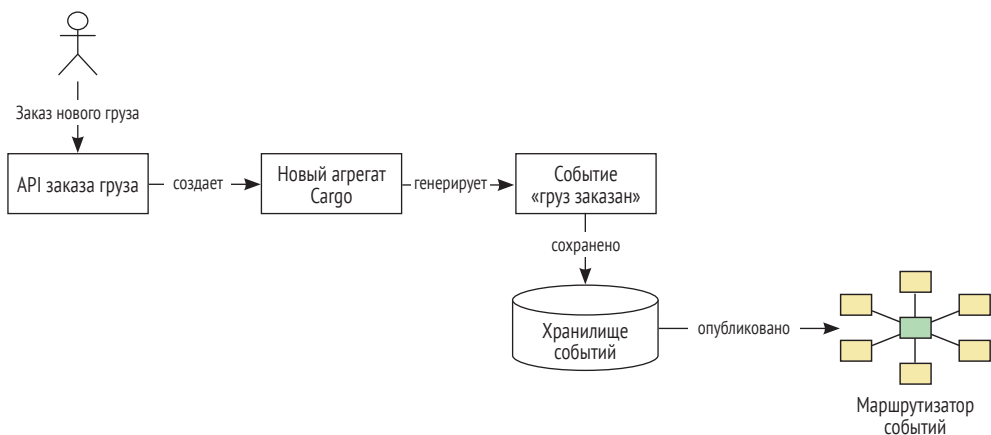 Заказ нового груза
API заказа груза
создает
Новый агрегат
Cargo
генерирует
Событие
«груз заказан»
сохранено
Хранилище
событий
опубликовано
Маршрутизатор
событий